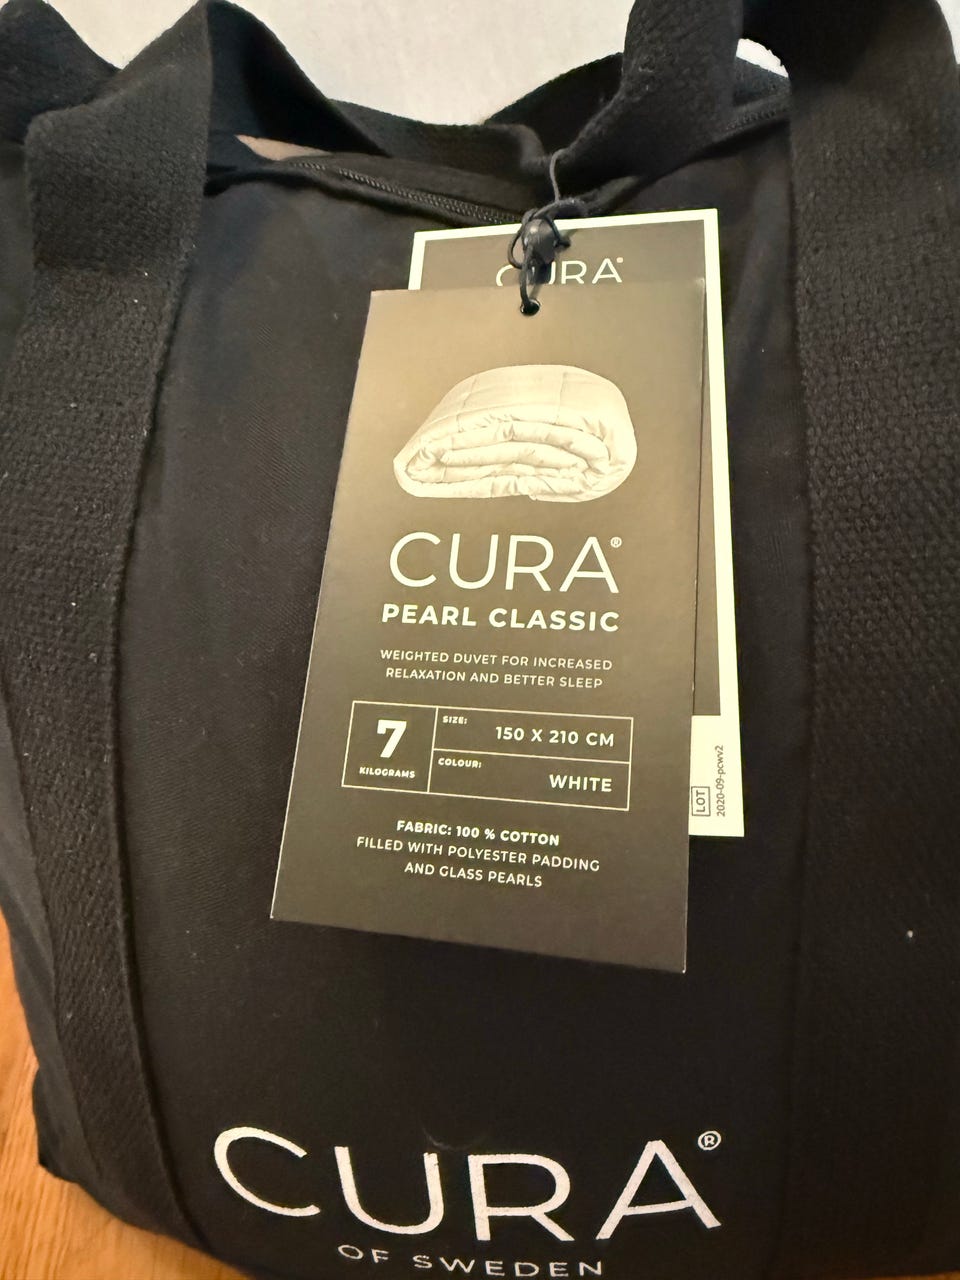 CURA®
CURA®
PEARL CLASSIC
WEIGHTED DUVET FOR INCREASED
RELAXATION AND BETTER SLEEP
7
KILOGRAMS
SIZE:
150 X 210 CM
COLOUR:
WHITE
FABRIC: 100 % COTTON
FILLED WITH POLYESTER PADDING
AND GLASS PEARLS
LOT
2020-09-pcwv2
CURA®
OF SWEDEN